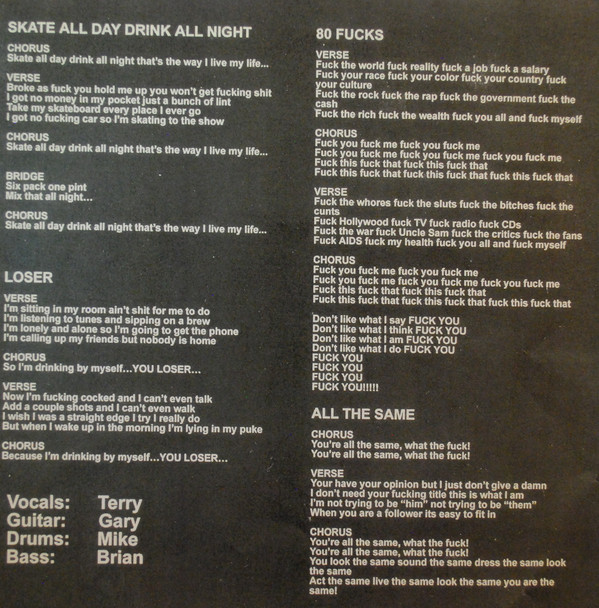 SKATE ALL DAY DRINK ALL NIGHT
CHORUS
Skate all day drink all night that's the way I live my life...
VERSE
Broke as fuck you hold me up you won't get fucking shit
I got no money in my pocket just a bunch of lint
Take my skateboard every place I ever go
I got no fucking car so I'm skating to the show
CHORUS
Skate all day drink all night that's the way I live my life...
BRIDGE
Six pack one pint
Mix that all night...
CHORUS
Skate all day drink all night that's the way I live my life...
LOSER
VERSE
I'm sitting in my room ain't shit for me to do
I'm listening to tunes and sipping on a brew
I'm lonely and alone so I'm going to get the phone
I'm calling up my friends but nobody is home
CHORUS
So I'm drinking by myself...YOU LOSER...
VERSE
Now I'm fucking cocked and I can't even talk
Add a couple shots and I can't even walk
I wish I was a straight edge I try I really do
But when I wake up in the morning I'm lying in my puke
CHORUS
Because I'm drinking by myself...YOU LOSER...
Vocals: Terry
Guitar: Gary
Drums: Mike
Bass: Brian
80 FUCKS
VERSE
Fuck the world fuck reality fuck a job fuck a salary
Fuck your race fuck your color fuck your country fuck
your culture
Fuck the rock fuck the rap fuck the government fuck the
cash
Fuck the rich fuck the wealth fuck you all and fuck myself
CHORUS
Fuck you fuck me fuck you fuck me
Fuck you fuck me fuck you fuck me fuck you fuck me
Fuck this fuck that fuck this fuck that
Fuck this fuck that fuck this fuck that fuck this fuck that
VERSE
Fuck the whores fuck the sluts fuck the bitches fuck the
cunts
Fuck Hollywood fuck TV fuck radio fuck CDs
Fuck the war fuck Uncle Sam fuck the critics fuck the fans
Fuck AIDS fuck my health fuck you all and fuck myself
CHORUS
Fuck you fuck me fuck you fuck me
Fuck you fuck me fuck you fuck me fuck you fuck me
Fuck this fuck that fuck this fuck that
Fuck this fuck that fuck this fuck that fuck this fuck that
Don't like what I say FUCK YOU
Don't like what I think FUCK YOU
Don't like what I am FUCK YOU
Don't like what I do FUCK YOU
FUCK YOU
FUCK YOU
FUCK YOU
FUCK YOU!!!!!
ALL THE SAME
CHORUS
You're all the same, what the fuck!
You're all the same, what the fuck!
VERSE
Your have your opinion but I just don't give a damn
I don't need your fucking title this is what I am
I'm not trying to be "him" not trying to be "them"
When you are a follower its easy to fit in
CHORUS
You're all the same, what the fuck!
You're all the same, what the fuck!
You look the same sound the same dress the same look
the same
Act the same live the same look the same you are the
same!